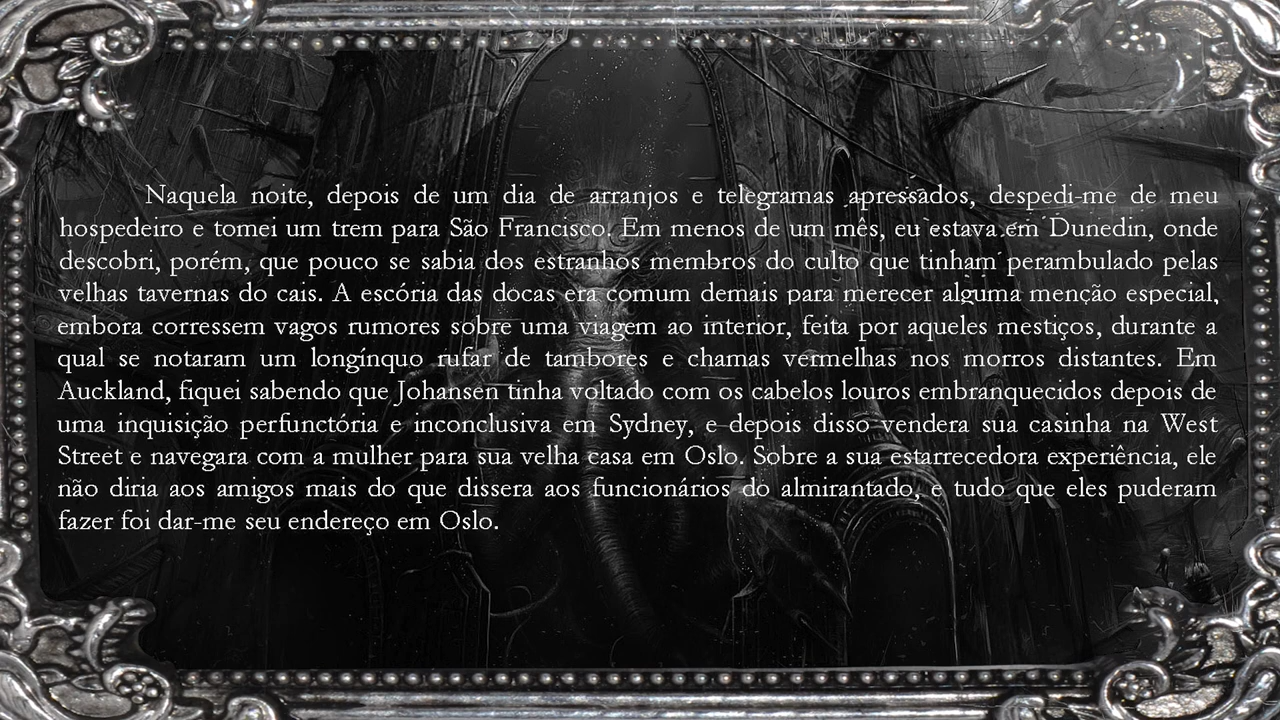 Naquela noite, depois de um dia de arranjos e telegramas apressados, despedi-me de meu
hospedeiro e tomei um trem para São Francisco. Em menos de um mês, eu estava em Dunedin, onde
descobri, porém, que pouco se sabia dos estranhos membros do culto que tinham perambulado pelas
velhas tavernas do cais. A escória das docas era comum demais para merecer alguma menção especial,
embora corressem vagos rumores sobre uma viagem ao interior, feita por aqueles mestiços, durante a
qual se notaram um longínquo rufar de tambores e chamas vermelhas nos morros distantes. Em
Auckland, fiquei sabendo que Johansen tinha voltado com os cabelos louros embranquecidos depois de
uma inquisição perfunctória e inconclusiva em Sydney, e depois disso vendera sua casinha na West
Street e navegara com a mulher para sua velha casa em Oslo. Sobre a sua estarrecedora experiência, ele
não diria aos amigos mais do que dissera aos funcionários do almirantado, e tudo que eles puderam
fazer foi dar-me seu endereço em Oslo.